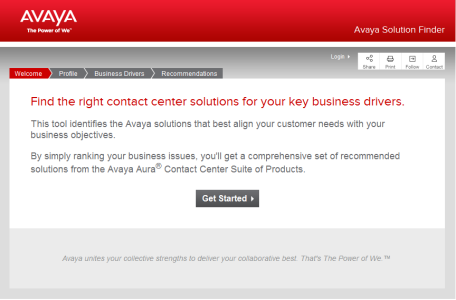 AVAYA
The Power of We™
Avaya Solution Finder
Login
Share Print Follow Contact
Welcome Profile Business Drivers Recommendations
Find the right contact center solutions for your key business drivers.
This tool identifies the Avaya solutions that best align your customer needs with your
business objectives.
By simply ranking your business issues, you'll get a comprehensive set of recommended
solutions from the Avaya Aura® Contact Center Suite of Products.
Get Started
Avaya unites your collective strengths to deliver your collaborative best. That's The Power of We.™